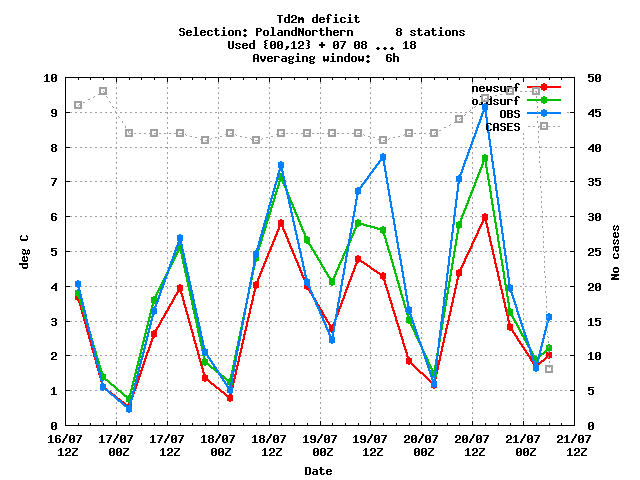 Td2m deficit
Selection: PolandNorthern 8 stations
Used {00,12} + 07 08 ... 18
Averaging window: 6h
newsurf
oldsurf
OBS
CASES
10
9
8
7
6
5
4
3
2
1
0
50
45
40
35
30
25
20
15
10
5
0
deg C
No cases
16/07 17/07 17/07 18/07 18/07 19/07 19/07 20/07 20/07 21/07 21/07
12Z 00Z 12Z 00Z 12Z 00Z 12Z 00Z 12Z 00Z 12Z
Date